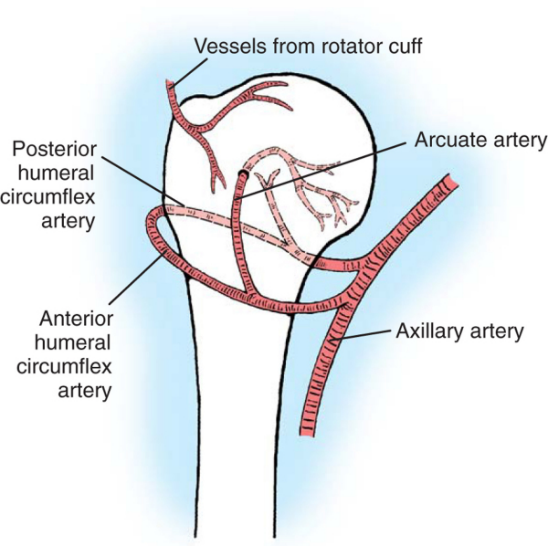 Vessels from rotator cuff
Arcuate artery
Posterior
humeral
circumflex
artery
Anterior
humeral
circumflex
artery
Axillary artery